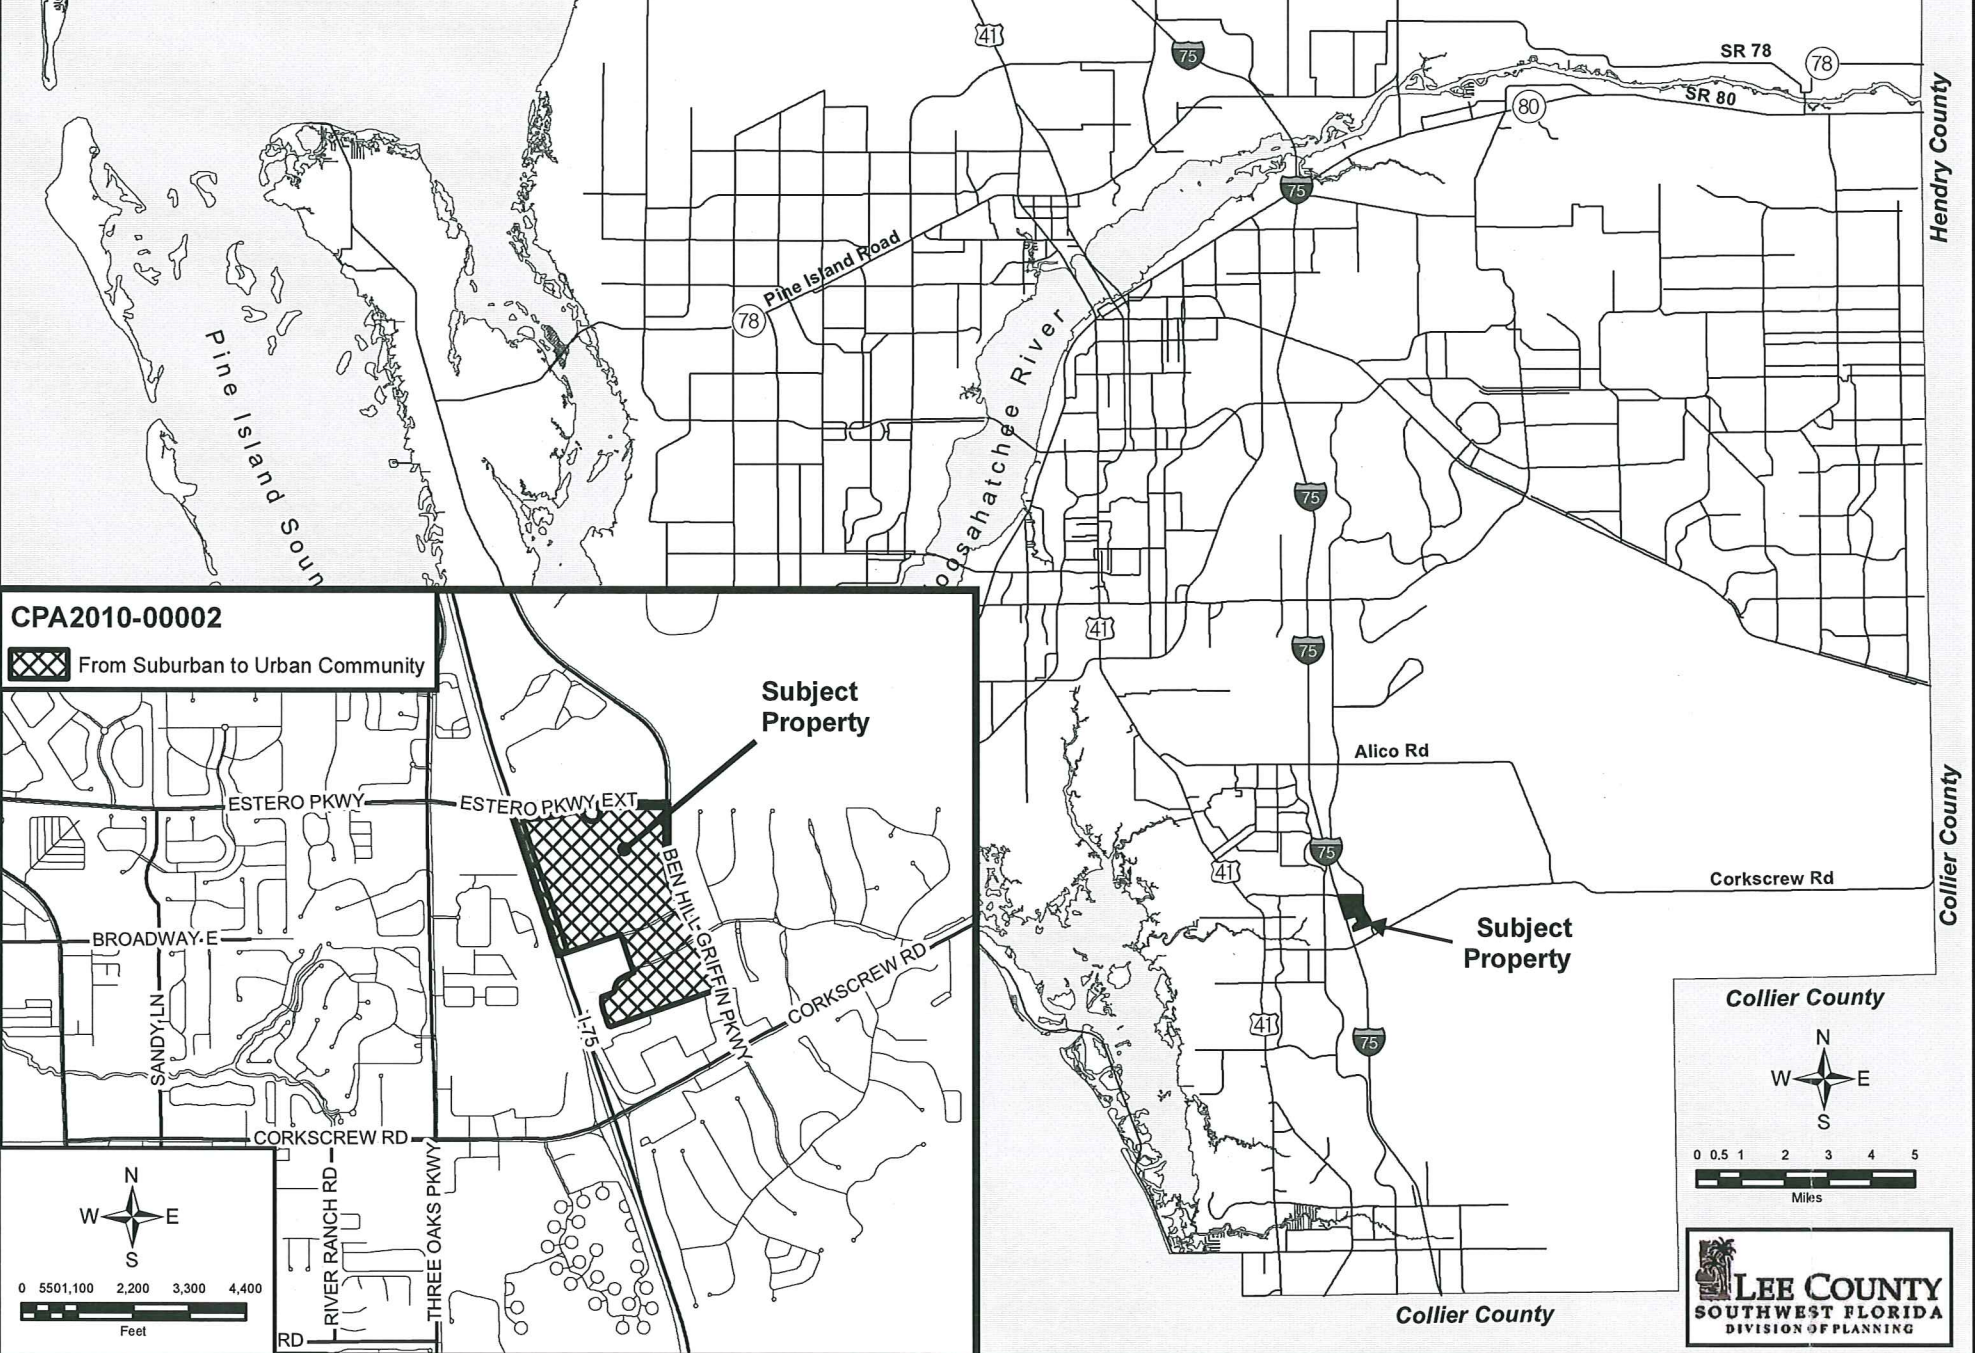 41
75
SR 78
78
SR 80
80
Hendry County
75
Pine Island Road
78
Pine Island Soun
oosahatchee River
75
CPA2010-00002
From Suburban to Urban Community
41
75
Subject
Property
Alico Rd
ESTERO PKWY
ESTERO PKWY EXT
Collier County
75
41
BEN HILL GRIFFIN PKWY
Corkscrew Rd
Subject
Property
BROADWAY E
CORKSCREW RD
Collier County
SANDY LN
I-75
41
75
N
W E
S
CORKSCREW RD
0 0.5 1 2 3 4 5
Miles
N
W E
S
RIVER RANCH RD
THREE OAKS PKWY
0 550 1,100 2,200 3,300 4,400
Feet
RD
Collier County
LEE COUNTY
SOUTHWEST FLORIDA
DIVISION OF PLANNING